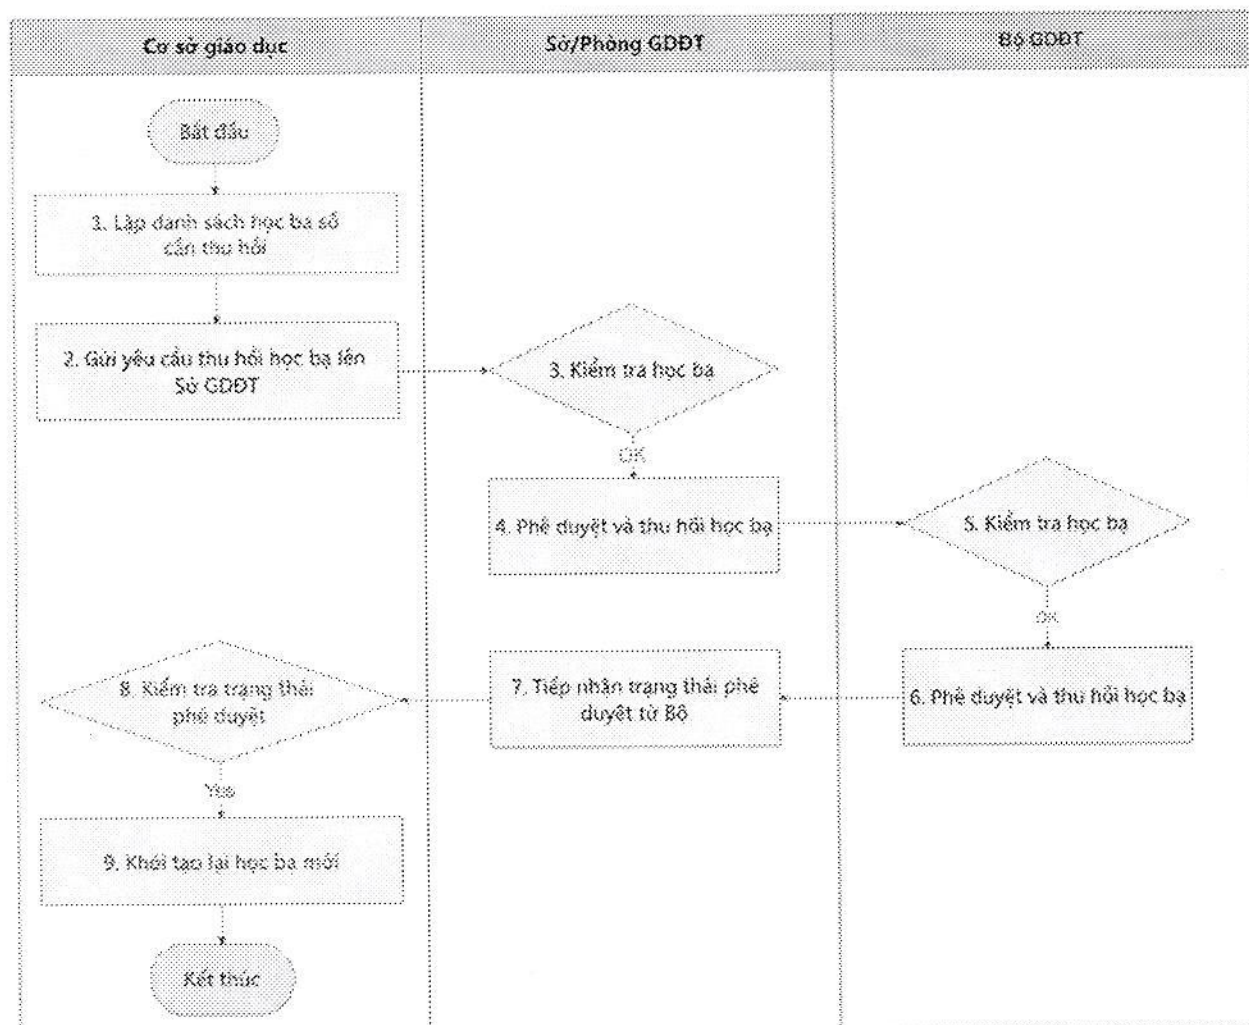 Cơ sở giáo dục
Sở/Phòng GDĐT
Bộ GDĐT
Bắt đầu
1. Lập danh sách học bạ số
cần thu hồi
2. Gửi yêu cầu thu hồi học bạ lên
Sở GDĐT
3. Kiểm tra học bạ
OK
4. Phê duyệt và thu hồi học bạ
5. Kiểm tra học bạ
OK
6. Phê duyệt và thu hồi học bạ
7. Tiếp nhận trạng thái phê
duyệt từ Bộ
8. Kiểm tra trạng thái
phê duyệt
Yes
9. Khởi tạo lại học bạ mới
Kết thúc